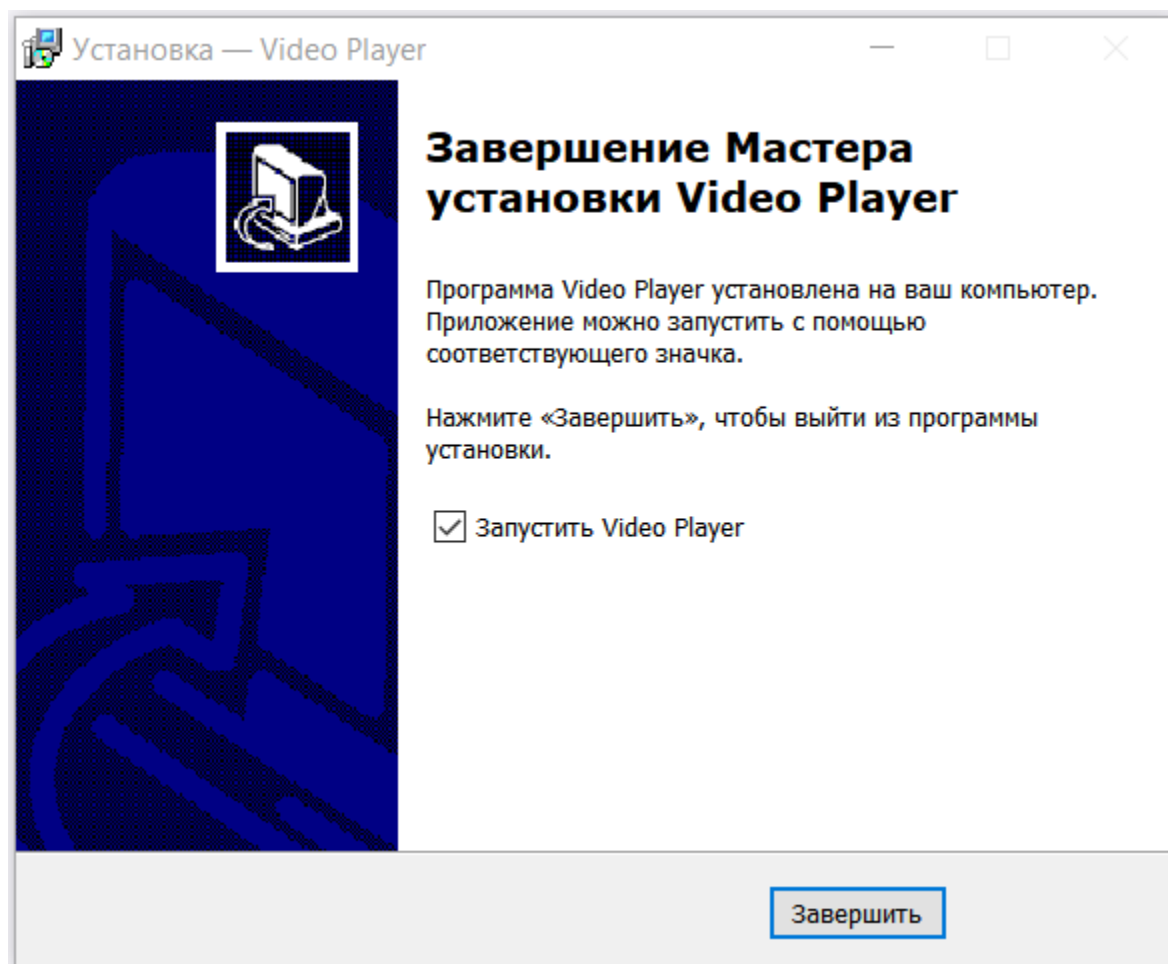 Установка — Video Player
Завершение Мастера
установки Video Player
Программа Video Player установлена на ваш компьютер.
Приложение можно запустить с помощью
соответствующего значка.
Нажмите «Завершить», чтобы выйти из программы
установки.
Запустить Video Player
Завершить